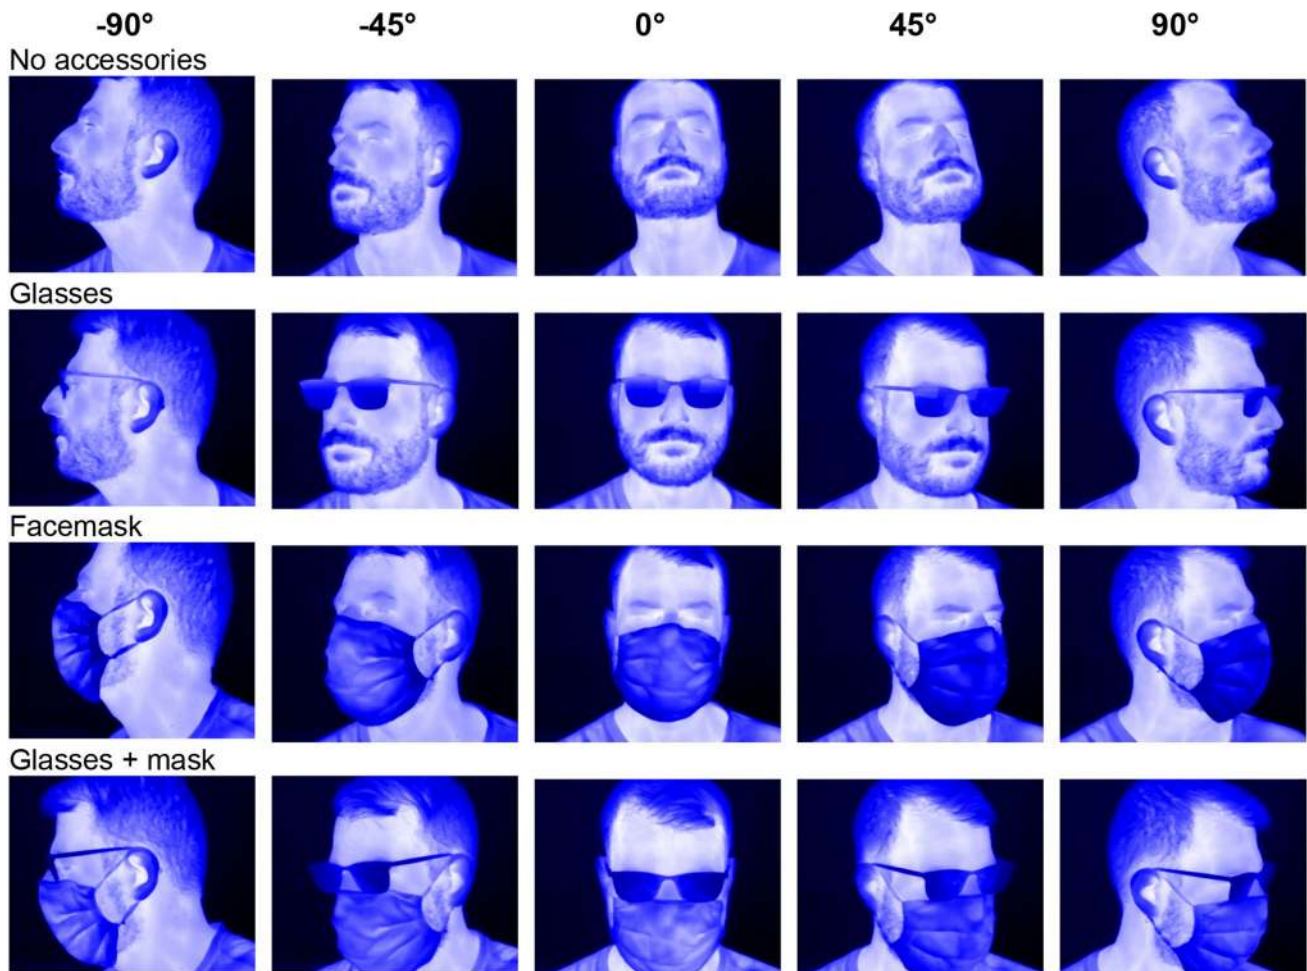 -90° -45° 0° 45° 90°
No accessories
Glasses
Facemask
Glasses + mask